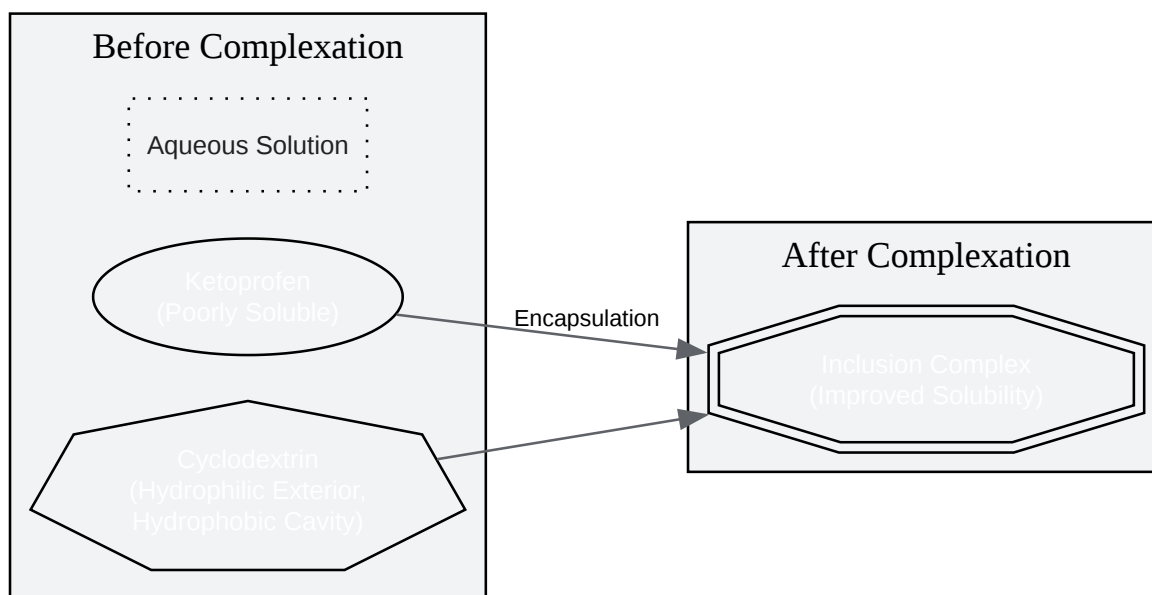 Before Complexation
Aqueous Solution
Ketoprofen
(Poorly Soluble)
Encapsulation
Cyclodextrin
(Hydrophilic Exterior,
Hydrophobic Cavity)
After Complexation
Inclusion Complex
(Improved Solubility)